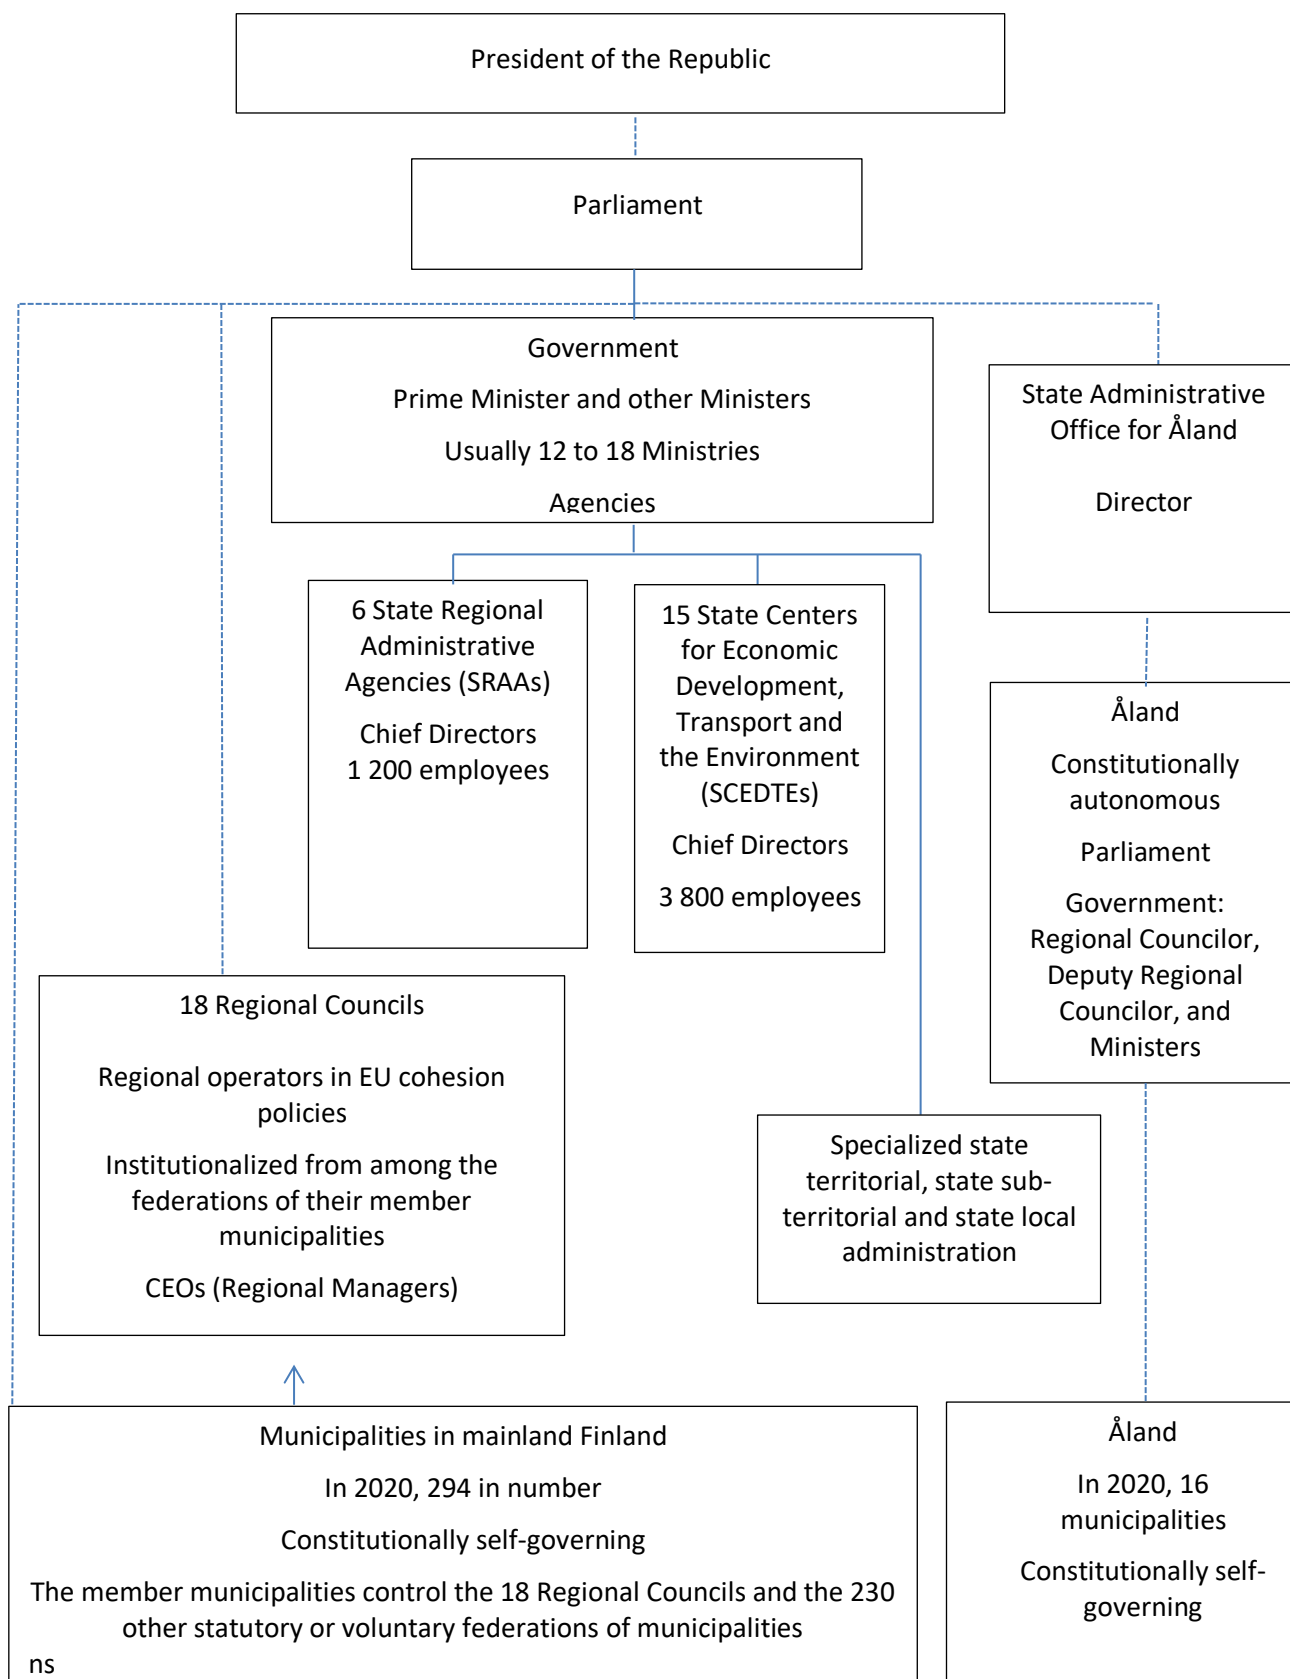 President of the Republic
Parliament
Government
Prime Minister and other Ministers
Usually 12 to 18 Ministries
Agencies
State Administrative
Office for Åland
Director
6 State Regional
Administrative
Agencies (SRAAs)
Chief Directors
1 200 employees
15 State Centers
for Economic
Development,
Transport and
the Environment
(SCEDTEs)
Chief Directors
3 800 employees
Åland
Constitutionally
autonomous
Parliament
Government:
Regional Councilor,
Deputy Regional
Councilor, and
Ministers
18 Regional Councils
Regional operators in EU cohesion
policies
Institutionalized from among the
federations of their member
municipalities
CEOs (Regional Managers)
Specialized state
territorial, state sub-
territorial and state local
administration
Municipalities in mainland Finland
In 2020, 294 in number
Constitutionally self-governing
The member municipalities control the 18 Regional Councils and the 230
other statutory or voluntary federations of municipalities
ns
Åland
In 2020, 16
municipalities
Constitutionally self-
governing